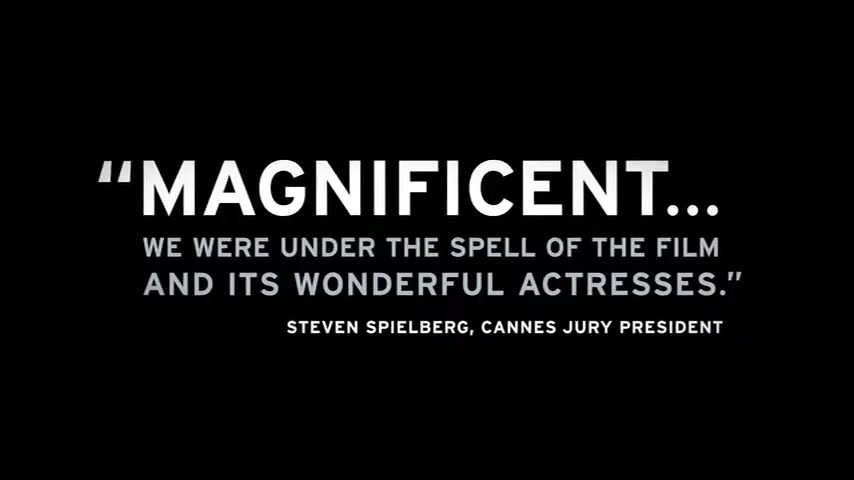 “MAGNIFICENT...
WE WERE UNDER THE SPELL OF THE FILM
AND ITS WONDERFUL ACTRESSES.”
STEVEN SPIELBERG, CANNES JURY PRESIDENT